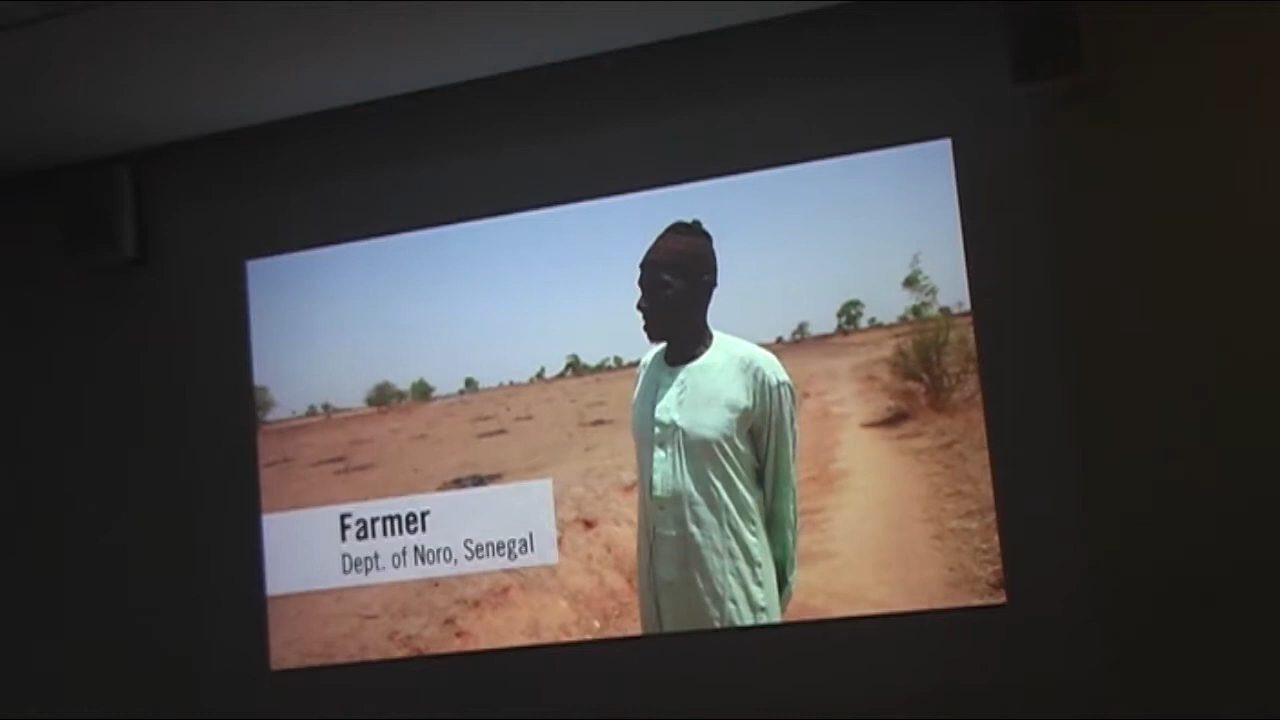 Farmer
Dept. of Noro, Senegal